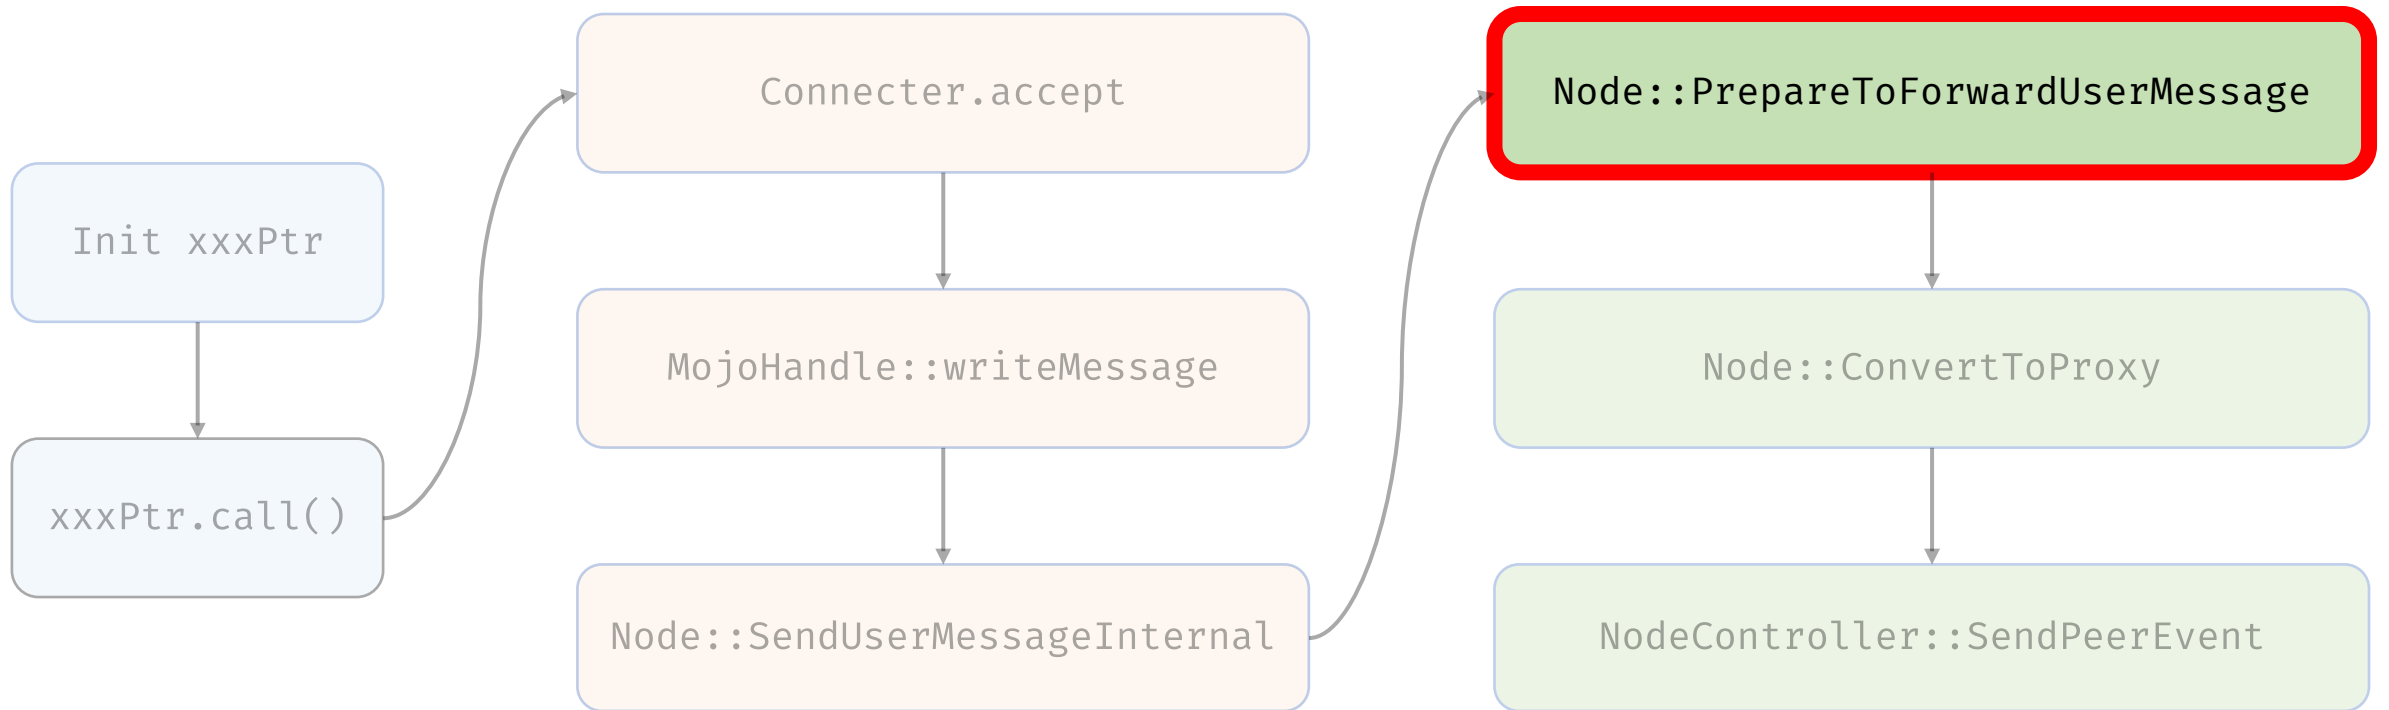 Init xxxPtr
xxxPtr.call()
Connecter.accept
MojoHandle::writeMessage
Node::SendUserMessageInternal
Node::PrepareToForwardUserMessage
Node::ConvertToProxy
NodeController::SendPeerEvent